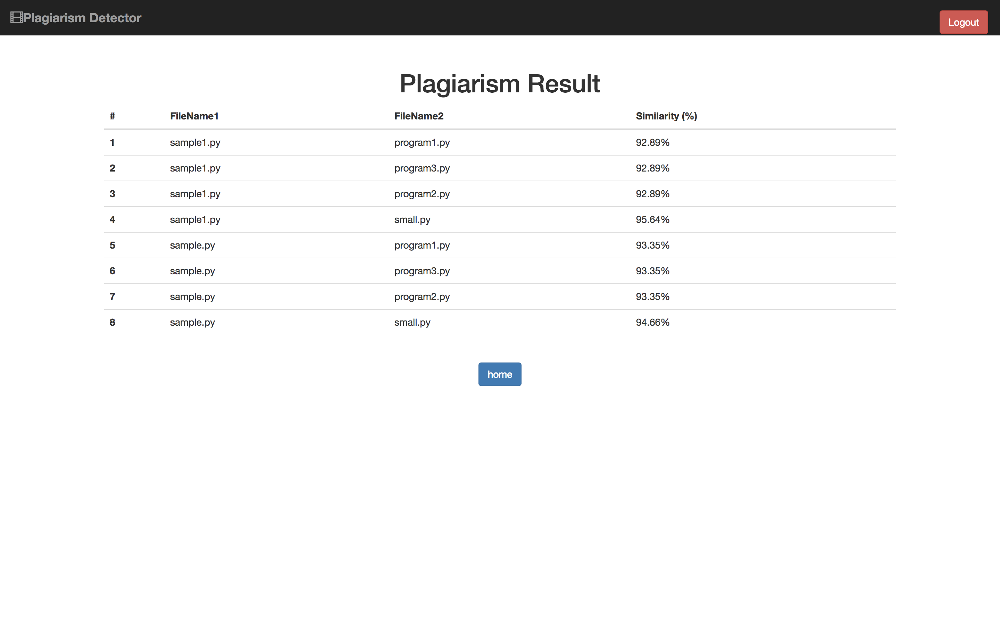 Plagiarism Detector
Logout
Plagiarism Result
# FileName1 FileName2 Similarity (%)
1 sample1.py program1.py 92.89%
2 sample1.py program3.py 92.89%
3 sample1.py program2.py 92.89%
4 sample1.py small.py 95.64%
5 sample.py program1.py 93.35%
6 sample.py program3.py 93.35%
7 sample.py program2.py 93.35%
8 sample.py small.py 94.66%
home